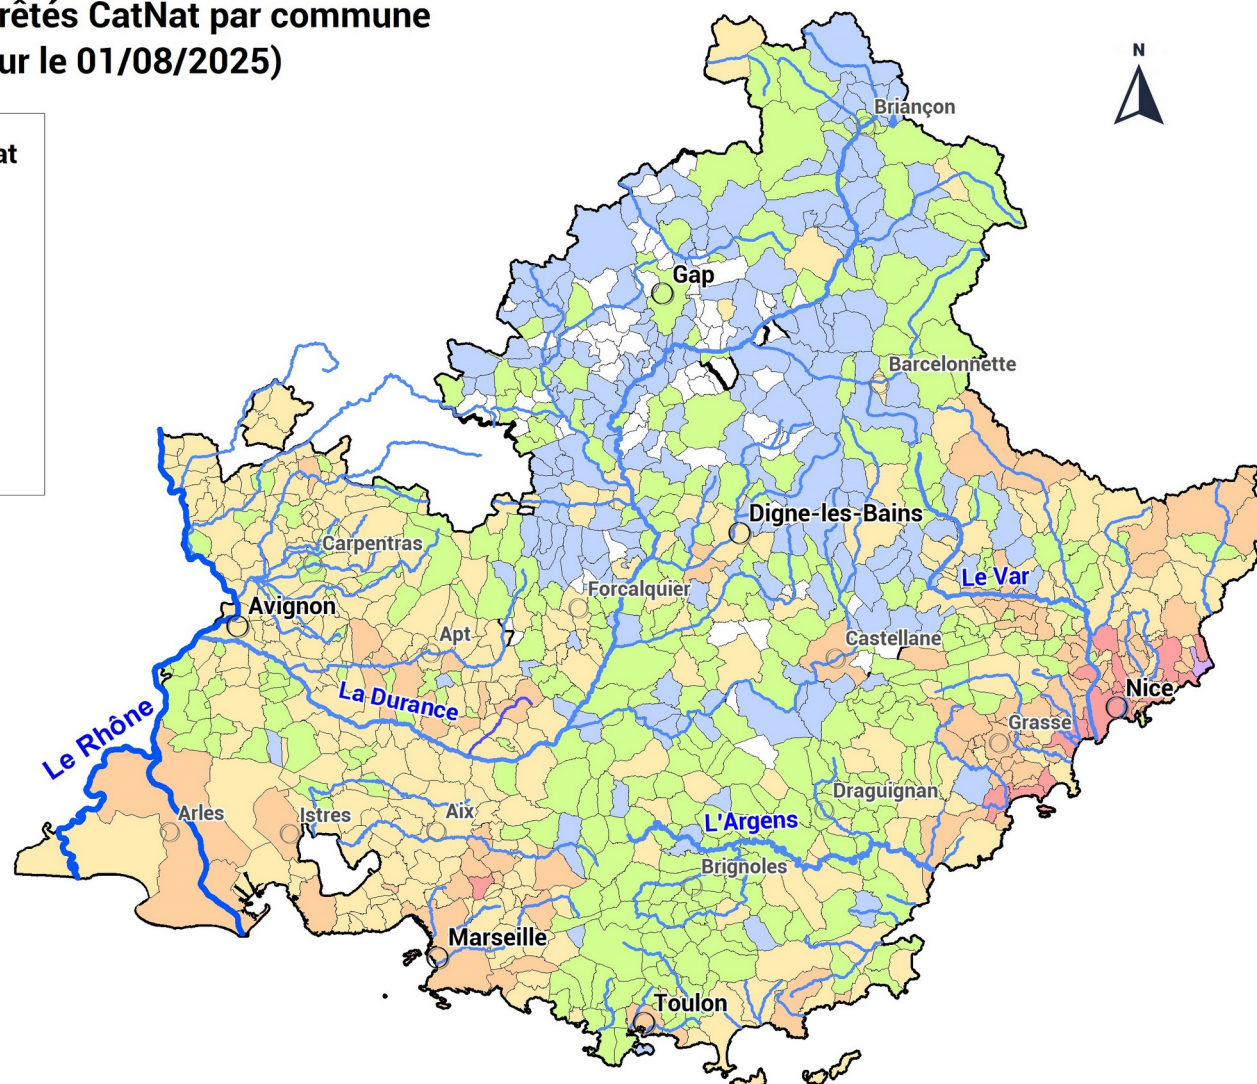 rêtés CatNat par commune
ur le 01/08/2025)
at
N
Briançon
Gap
Barcelonnette
Digne-les-Bains
Carpentras
Le Var
Forcalquier
Avignon
Apt
Castellane
La Durance
Nice
Le Rhône
Grasse
Draguignan
Arles
Istres
Aix
L'Argens
Brignoles
Marseille
Toulon